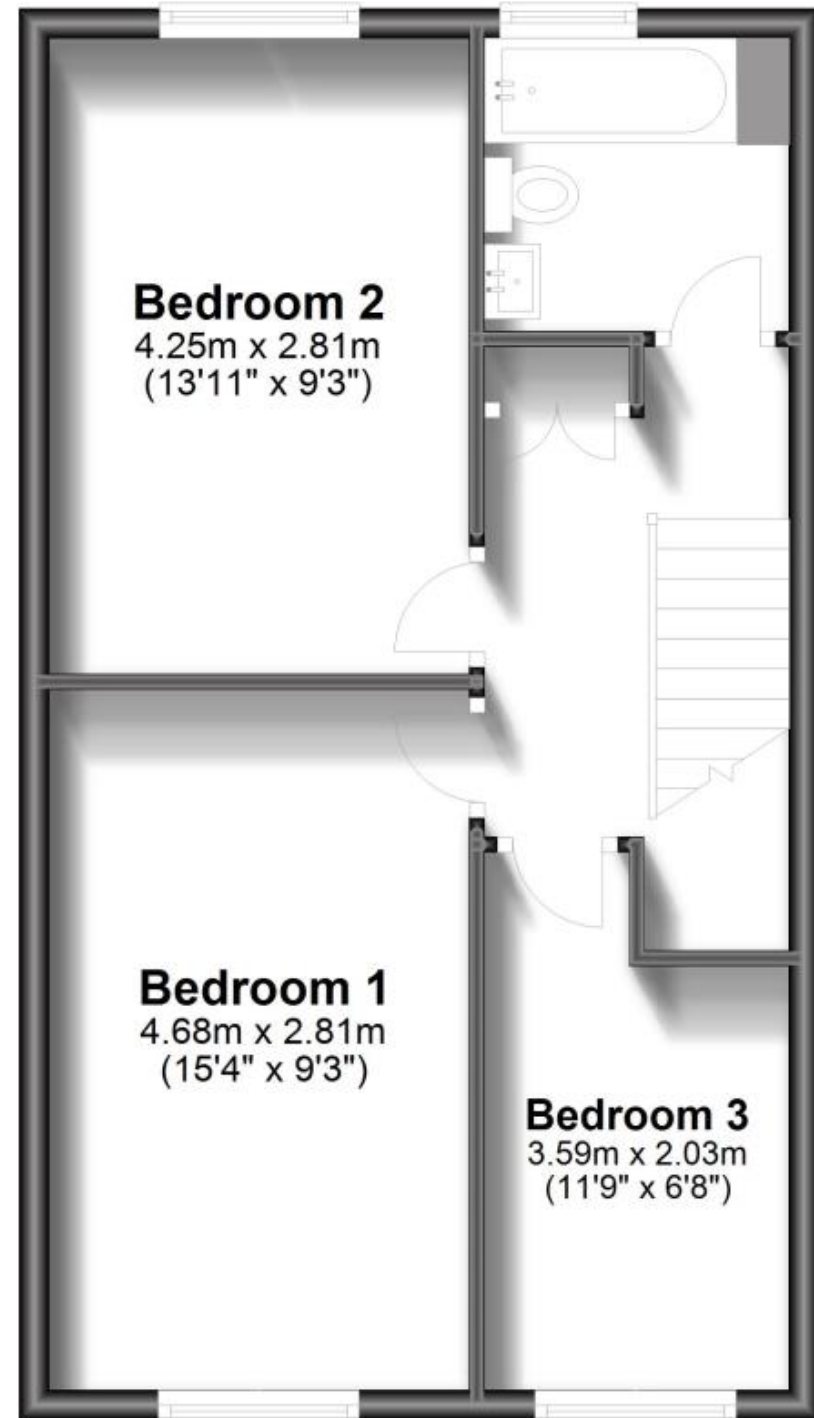 Bedroom 2
4.25m x 2.81m
(13'11" x 9'3")
Bedroom 1
4.68m x 2.81m
(15'4" x 9'3")
Bedroom 3
3.59m x 2.03m
(11'9" x 6'8")